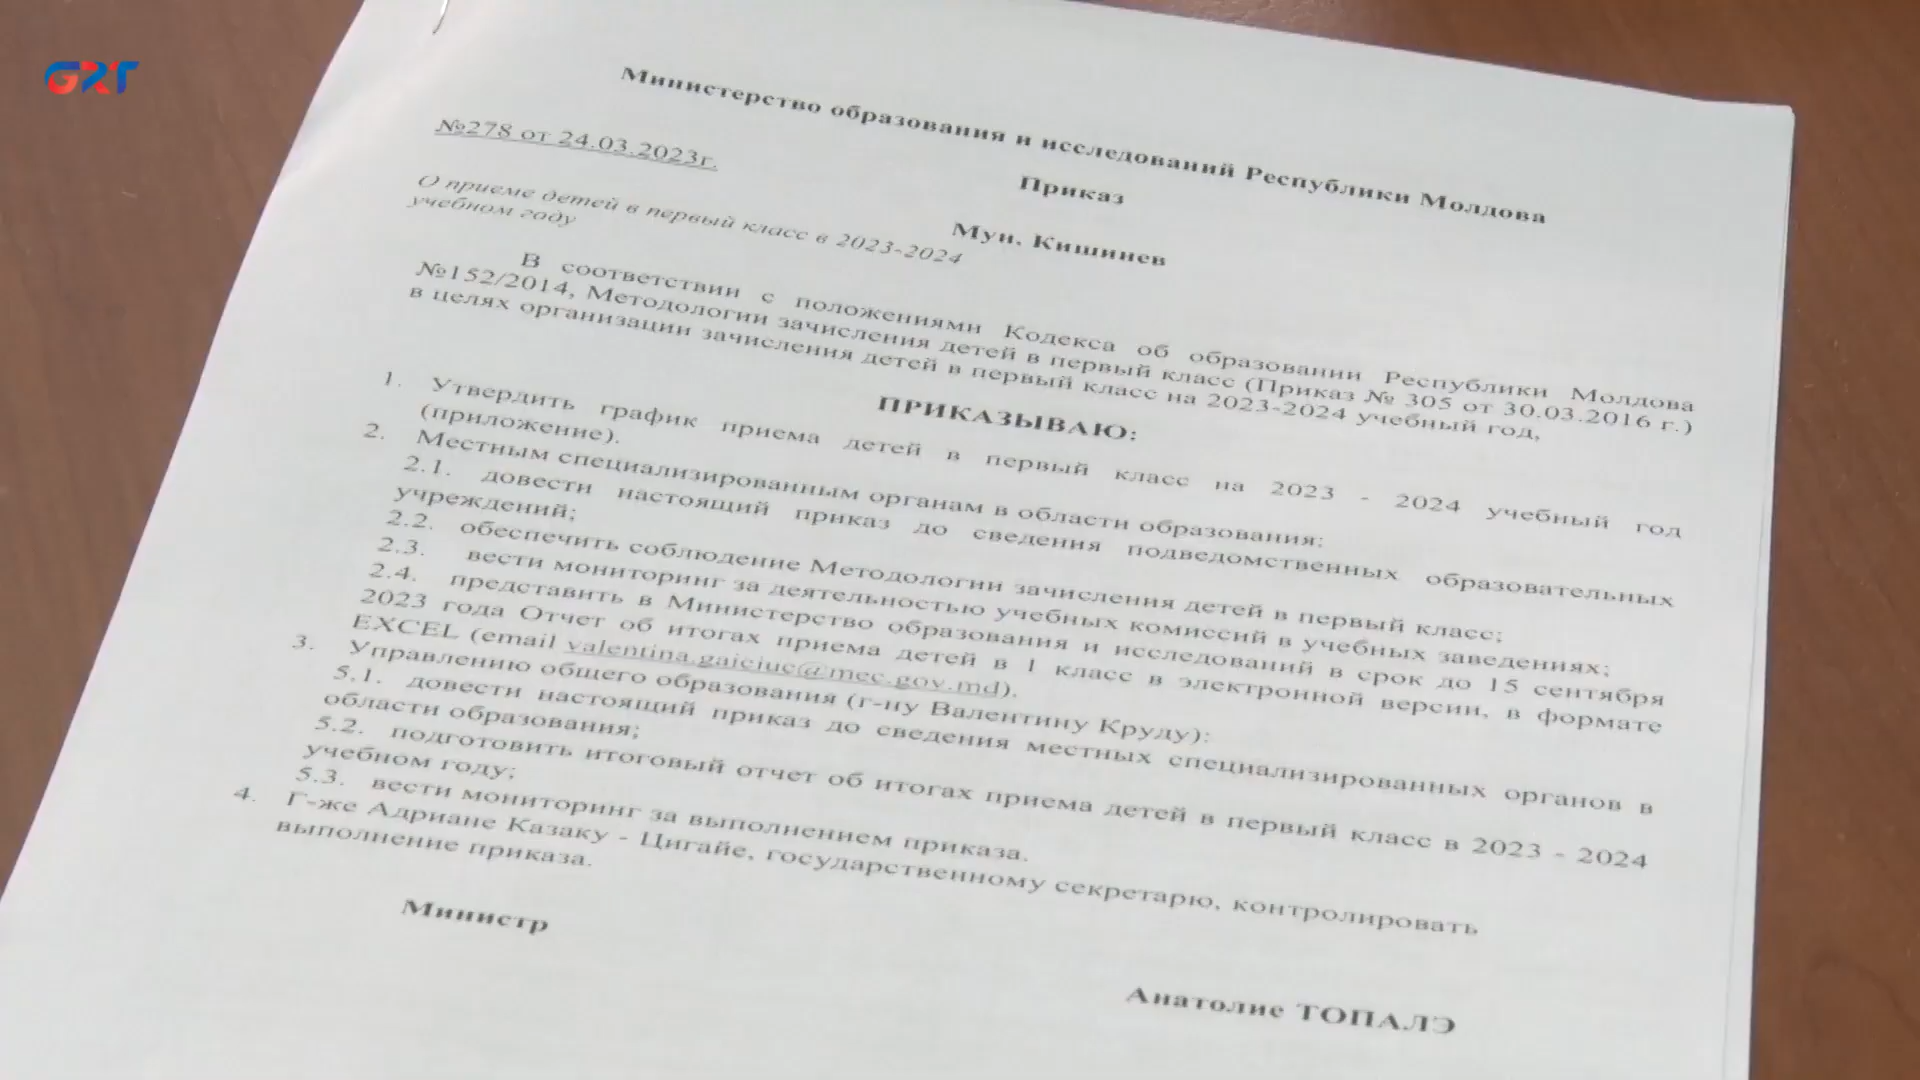 GRT
Министерство образования и исследований Республики Молдова
№278 от 24.03.2023г.
Приказ
О приеме детей в первый класс в 2023-2024
учебном году
Мун. Кишинев
В соответствии с положениями Кодекса об образовании Республики Молдова
№152/2014, Методологии зачисления детей в первый класс (Приказ № 305 от 30.03.2016 г.)
в целях организации зачисления детей в первый класс на 2023-2024 учебный год,
ПРИКАЗЫВАЮ:
1. Утвердить график приема детей в первый класс на 2023 - 2024 учебный год
(приложение).
2. Местным специализированным органам в области образования:
2.1. довести настоящий приказ до сведения подведомственных образовательных
учреждений;
2.2. обеспечить соблюдение Методологии зачисления детей в первый класс;
2.3. вести мониторинг за деятельностью учебных комиссий в учебных заведениях;
2.4. представить в Министерство образования и исследований в срок до 15 сентября
2023 года Отчет об итогах приема детей в 1 класс в электронной версии, в формате
EXCEL (email valentina.gaiciuc@mec.gov.md).
3. Управлению общего образования (г-ну Валентину Круду):
5.1. довести настоящий приказ до сведения местных специализированных органов в
области образования;
5.2. подготовить итоговый отчет об итогах приема детей в первый класс в 2023 - 2024
учебном году;
5.3. вести мониторинг за выполнением приказа.
4. Г-же Адриане Казаку - Цигайе, государственному секретарю, контролировать
выполнение приказа.
Министр
Анатолие ТОПАЛЭ